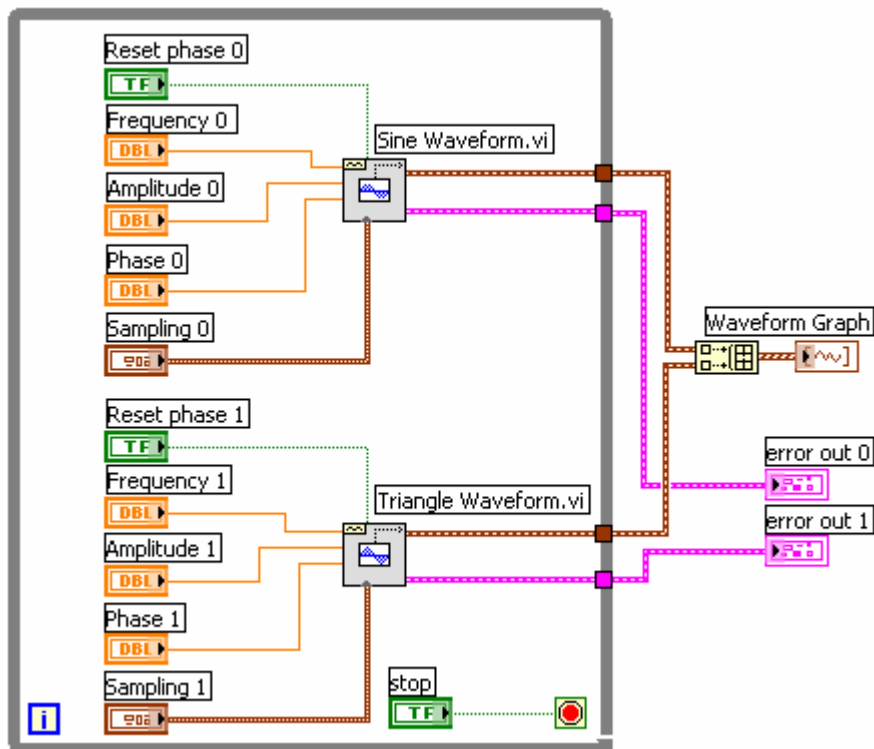 Reset phase 0
TF
Frequency 0
DBL
Sine Waveform.vi
Amplitude 0
DBL
Phase 0
DBL
Sampling 0
Waveform Graph
Reset phase 1
TF
Frequency 1
DBL
Triangle Waveform.vi
Amplitude 1
DBL
Phase 1
DBL
Sampling 1
error out 0
error out 1
stop
TF
i